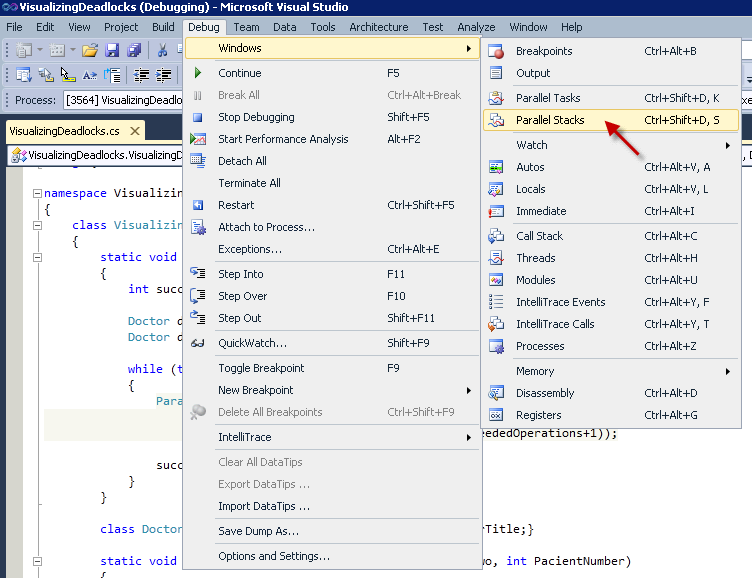 VisualizingDeadlocks (Debugging) - Microsoft Visual Studio
File Edit View Project Build Debug Team Data Tools Architecture Test Analyze Window Help
Process: [3564] VisualizingDeadlo
VisualizingDeadlocks.cs
VisualizingDeadlocks.Visualizing
namespace Visualizin
{
class Visualizin
{
static void
{
int succ
Doctor d
Doctor d
while (t
{
Para
eededOperations+1));
succ
}
}
class Doctor
rTitle;}
static void
wo, int PacientNumber)
{
Windows
Continue F5
Break All Ctrl+Alt+Break
Stop Debugging Shift+F5
Start Performance Analysis Alt+F2
Detach All
Terminate All
Restart Ctrl+Shift+F5
Attach to Process...
Exceptions... Ctrl+Alt+E
Step Into F11
Step Over F10
Step Out Shift+F11
QuickWatch... Shift+F9
Toggle Breakpoint F9
New Breakpoint
Delete All Breakpoints Ctrl+Shift+F9
IntelliTrace
Clear All DataTips
Export DataTips ...
Import DataTips ...
Save Dump As...
Options and Settings...
Breakpoints Ctrl+Alt+B
Output
Parallel Tasks Ctrl+Shift+D, K
Parallel Stacks Ctrl+Shift+D, S
Watch
Autos Ctrl+Alt+V, A
Locals Ctrl+Alt+V, L
Immediate Ctrl+Alt+I
Call Stack Ctrl+Alt+C
Threads Ctrl+Alt+H
Modules Ctrl+Alt+U
IntelliTrace Events Ctrl+Alt+Y, F
IntelliTrace Calls Ctrl+Alt+Y, T
Processes Ctrl+Alt+Z
Memory
Disassembly Ctrl+Alt+D
Registers Ctrl+Alt+G